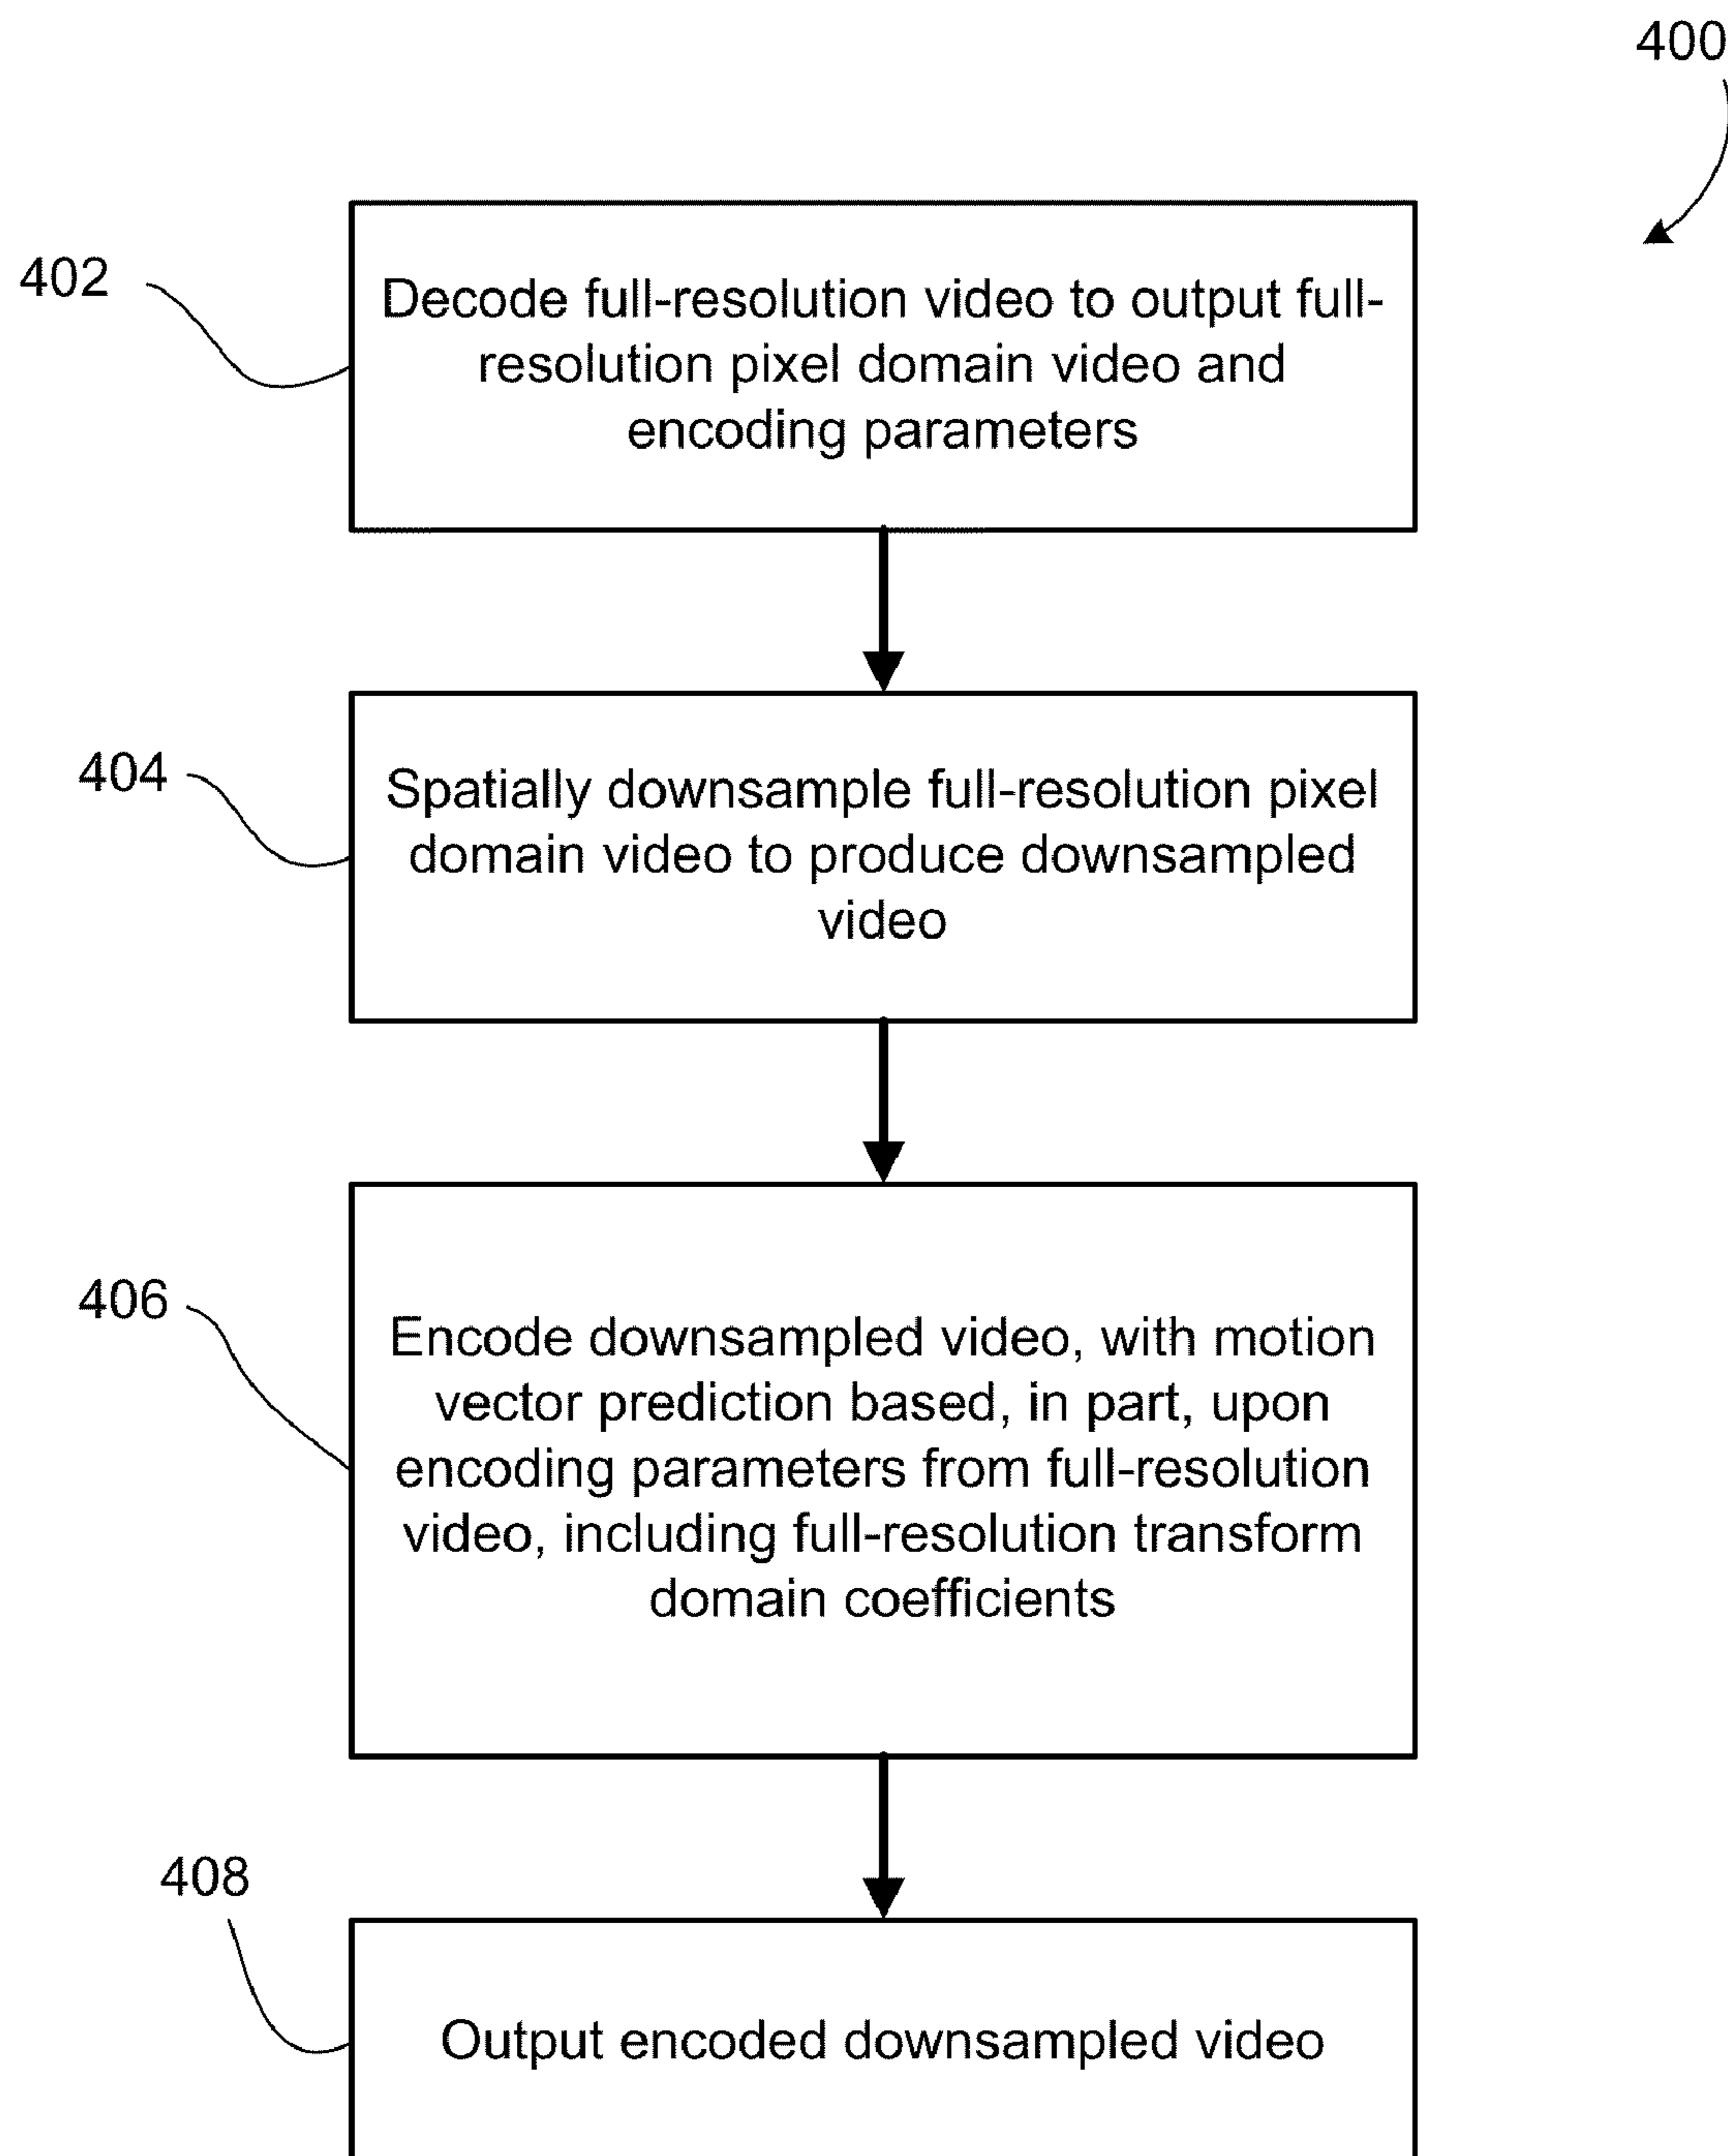 400
402
Decode full-resolution video to output full-
resolution pixel domain video and
encoding parameters
404
Spatially downsample full-resolution pixel
domain video to produce downsampled
video
406
Encode downsampled video, with motion
vector prediction based, in part, upon
encoding parameters from full-resolution
video, including full-resolution transform
domain coefficients
408
Output encoded downsampled video